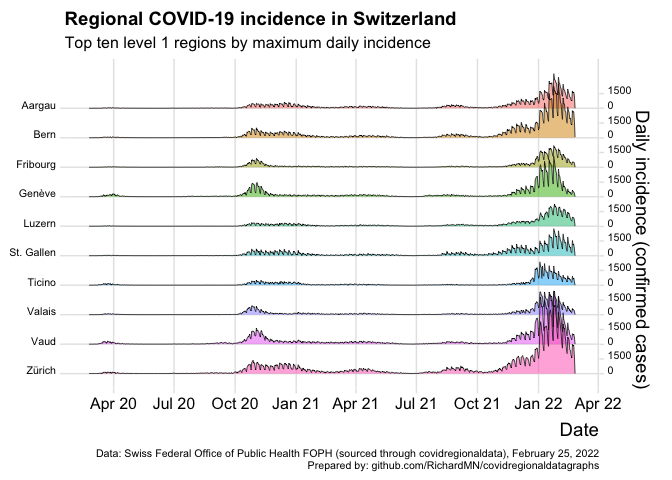 Regional COVID-19 incidence in Switzerland
Top ten level 1 regions by maximum daily incidence
Aargau
1500
0
Bern
1500
0
Fribourg
1500
0
Genève
1500
0
Luzern
1500
0
St. Gallen
1500
0
Ticino
1500
0
Valais
1500
0
Vaud
1500
0
Zürich
1500
0
Daily incidence (confirmed cases)
Apr 20 Jul 20 Oct 20 Jan 21 Apr 21 Jul 21 Oct 21 Jan 22 Apr 22
Date
Data: Swiss Federal Office of Public Health FOPH (sourced through covidregionaldata), February 25, 2022
Prepared by: github.com/RichardMN/covidregionaldatagraphs